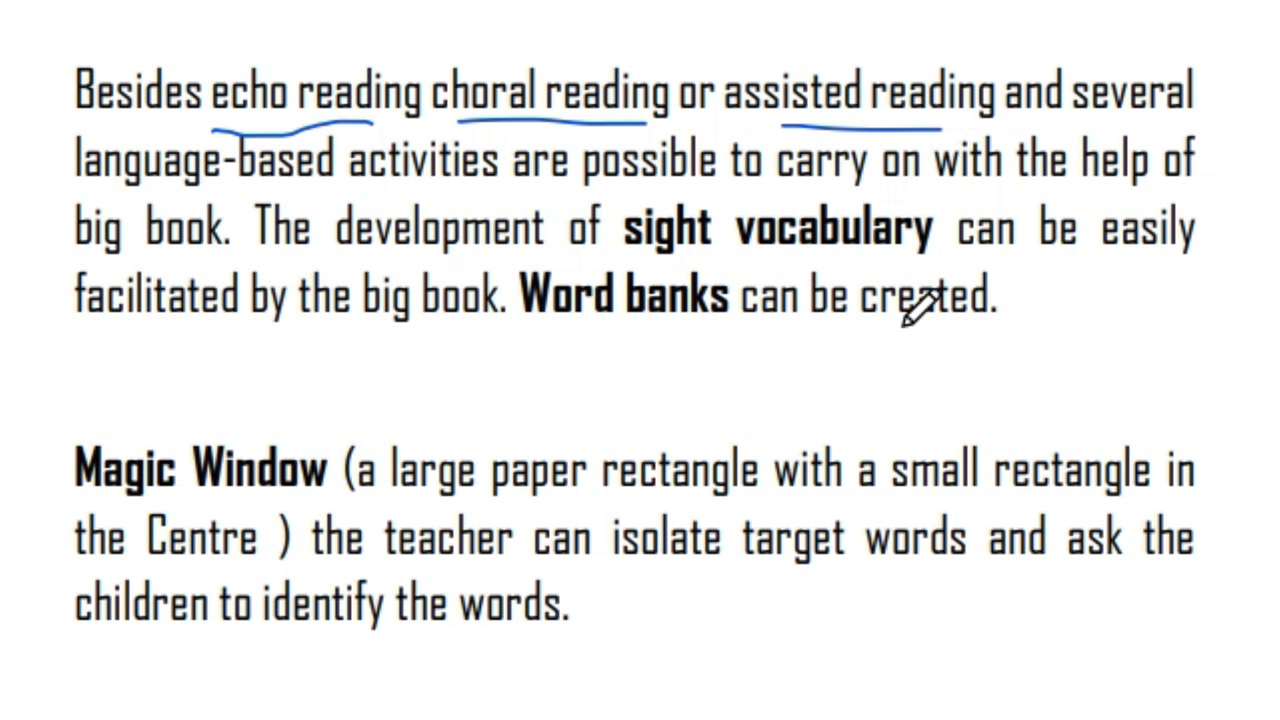 Besides echo reading choral reading or assisted reading and several
language-based activities are possible to carry on with the help of
big book. The development of sight vocabulary can be easily
facilitated by the big book. Word banks can be created.
Magic Window (a large paper rectangle with a small rectangle in
the Centre ) the teacher can isolate target words and ask the
children to identify the words.